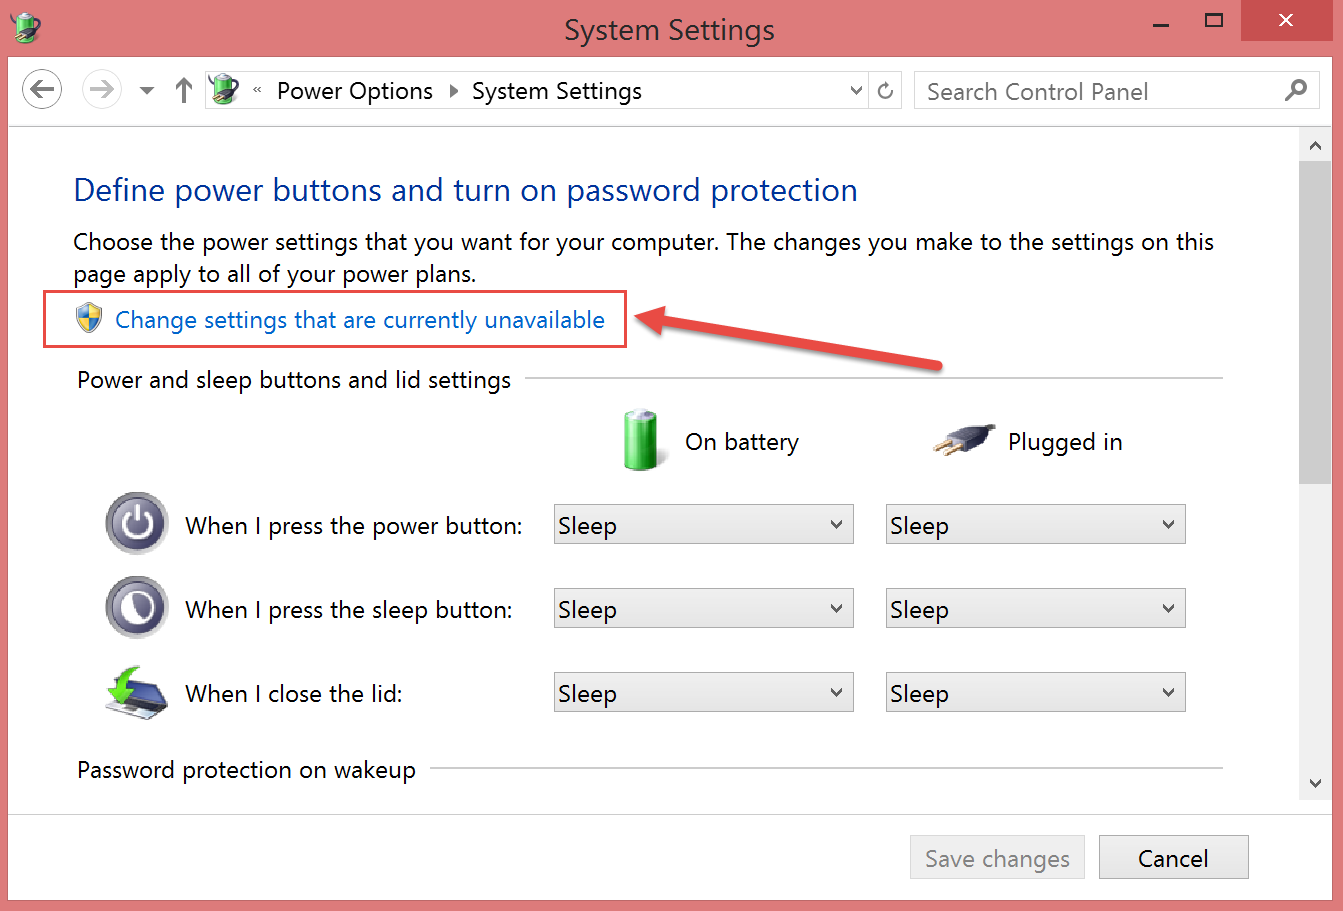 System Settings
« Power Options System Settings
Search Control Panel
Define power buttons and turn on password protection
Choose the power settings that you want for your computer. The changes you make to the settings on this
page apply to all of your power plans.
Change settings that are currently unavailable
Power and sleep buttons and lid settings
On battery Plugged in
When I press the power button: Sleep Sleep
When I press the sleep button: Sleep Sleep
When I close the lid: Sleep Sleep
Password protection on wakeup
Save changes Cancel